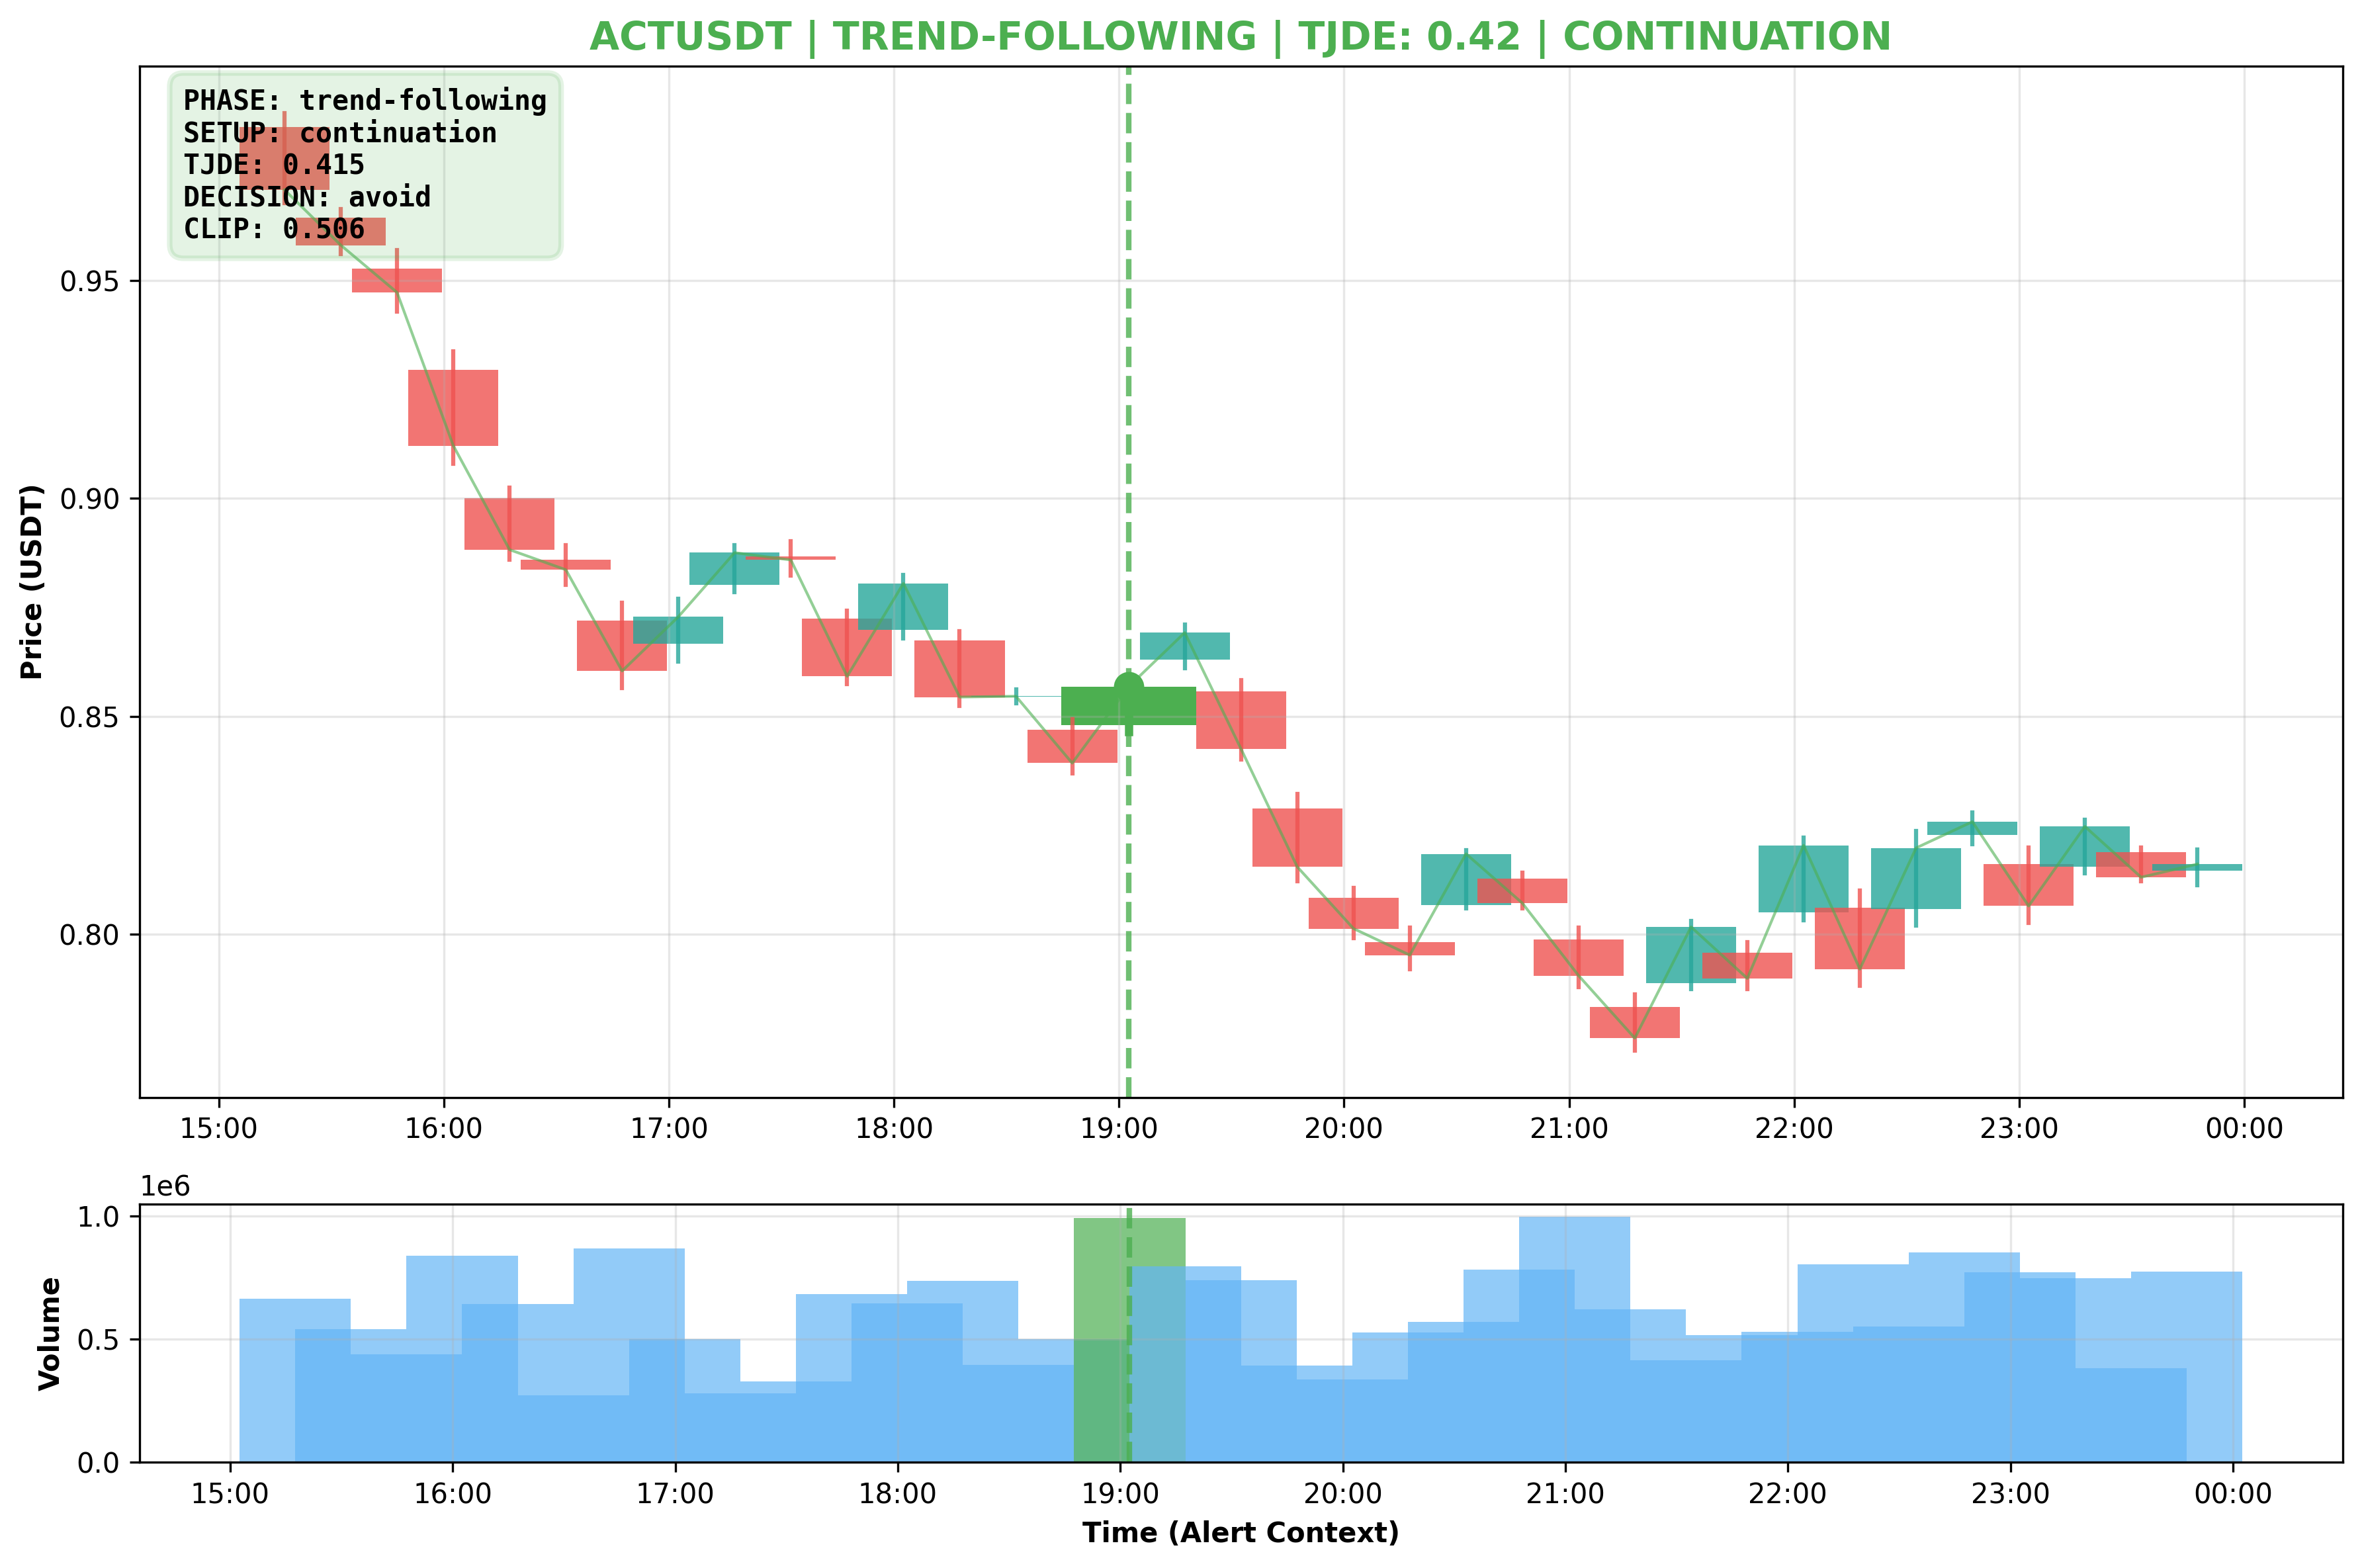 ACTUSDT | TREND-FOLLOWING | TJDE: 0.42 | CONTINUATION
PHASE: trend-following
SETUP: continuation
TJDE: 0.415
DECISION: avoid
CLIP: 0.506
Price (USDT)
0.95
0.90
0.85
0.80
15:00 16:00 17:00 18:00 19:00 20:00 21:00 22:00 23:00 00:00
1e6
Volume
1.0
0.5
0.0
15:00 16:00 17:00 18:00 19:00 20:00 21:00 22:00 23:00 00:00
Time (Alert Context)